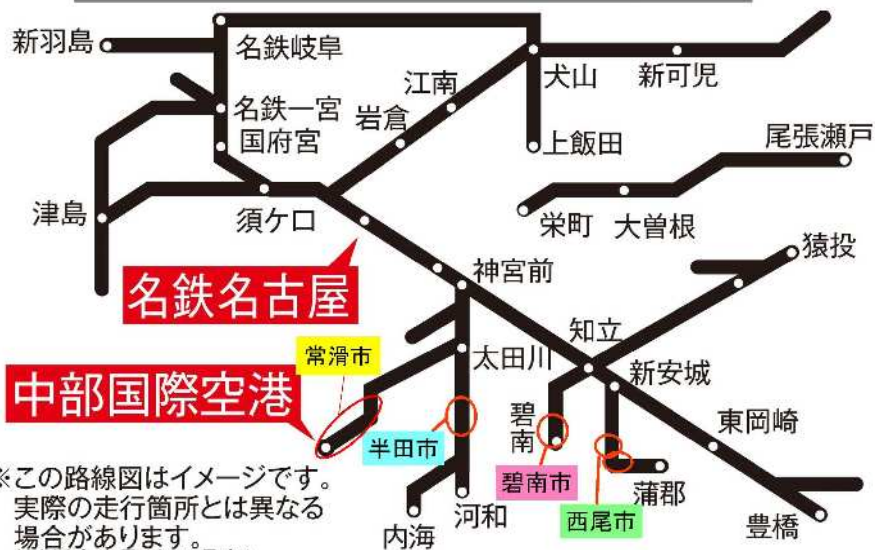 新羽島
名鉄岐阜
犬山
新可児
江南
岩倉
名鉄一宮
国府宮
上飯田
尾張瀬戸
津島
須ケ口
栄町
大曽根
猿投
名鉄名古屋
神宮前
知立
常滑市
太田川
新安城
中部国際空港
碧南
東岡崎
半田市
碧南市
蒲郡
西尾市
豊橋
内海
河和
※この路線図はイメージです。
実際の走行箇所とは異なる
場合があります。